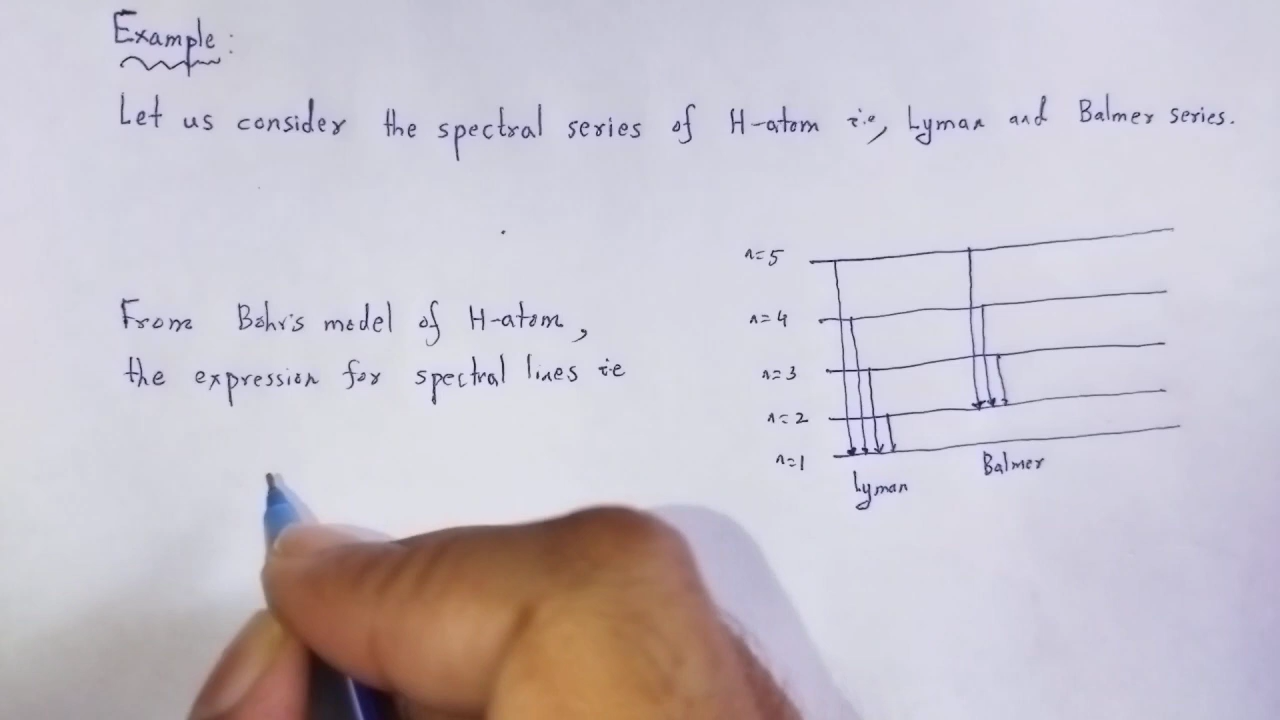 Example:
Let us consider the spectral series of H-atom i.e, Lyman and Balmer series.
From Bohr's model of H-atom,
the expression for spectral lines ie
n=5
n=4
n=3
n=2
n=1
Lyman
Balmer